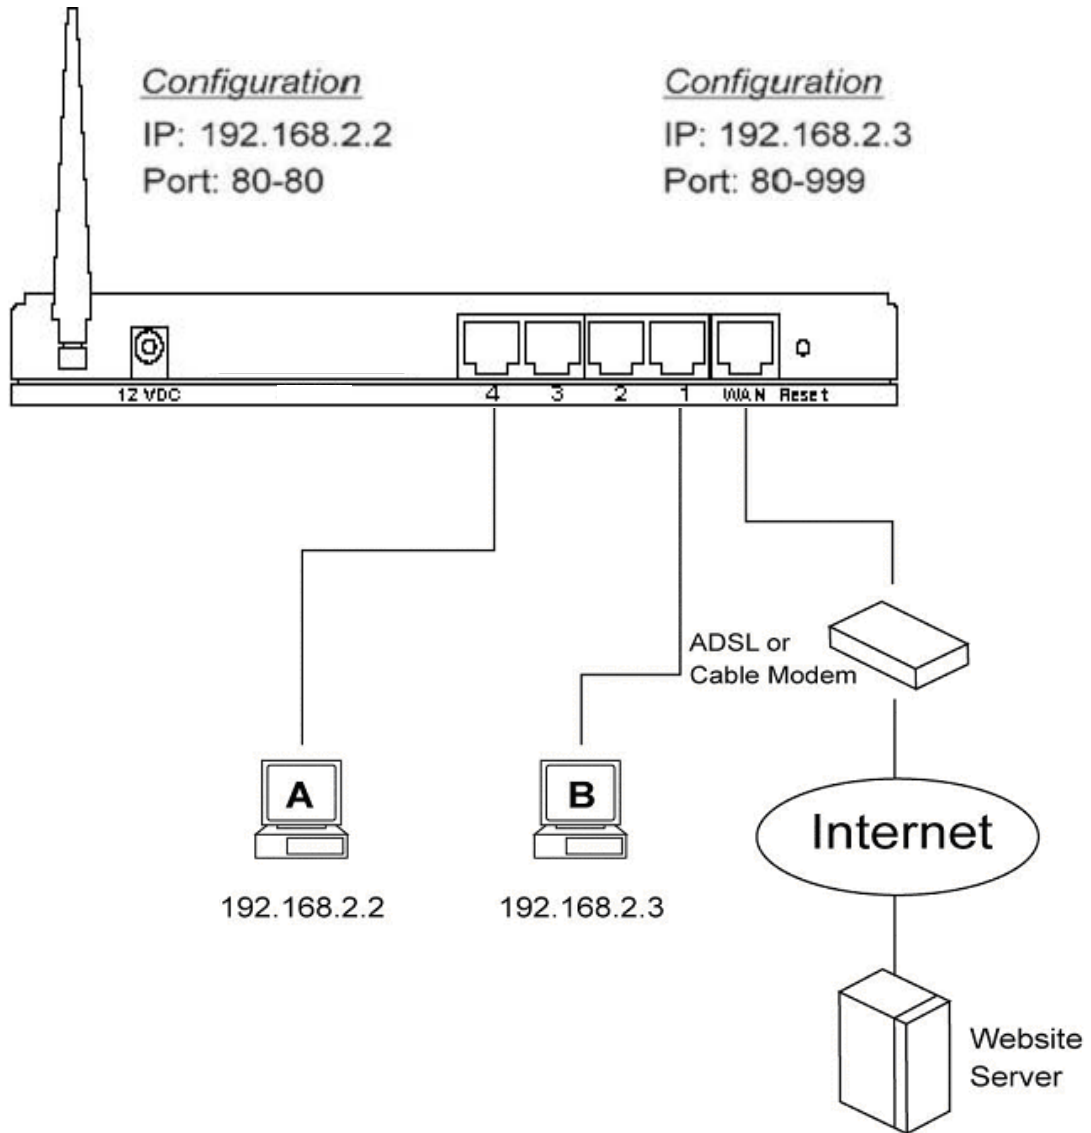 Configuration
IP: 192.168.2.2
Port: 80-80
Configuration
IP: 192.168.2.3
Port: 80-999
12 VDC
4
3
2
1
WAN
Reset
ADSL or
Cable Modem
A
B
192.168.2.2
192.168.2.3
Internet
Website
Server